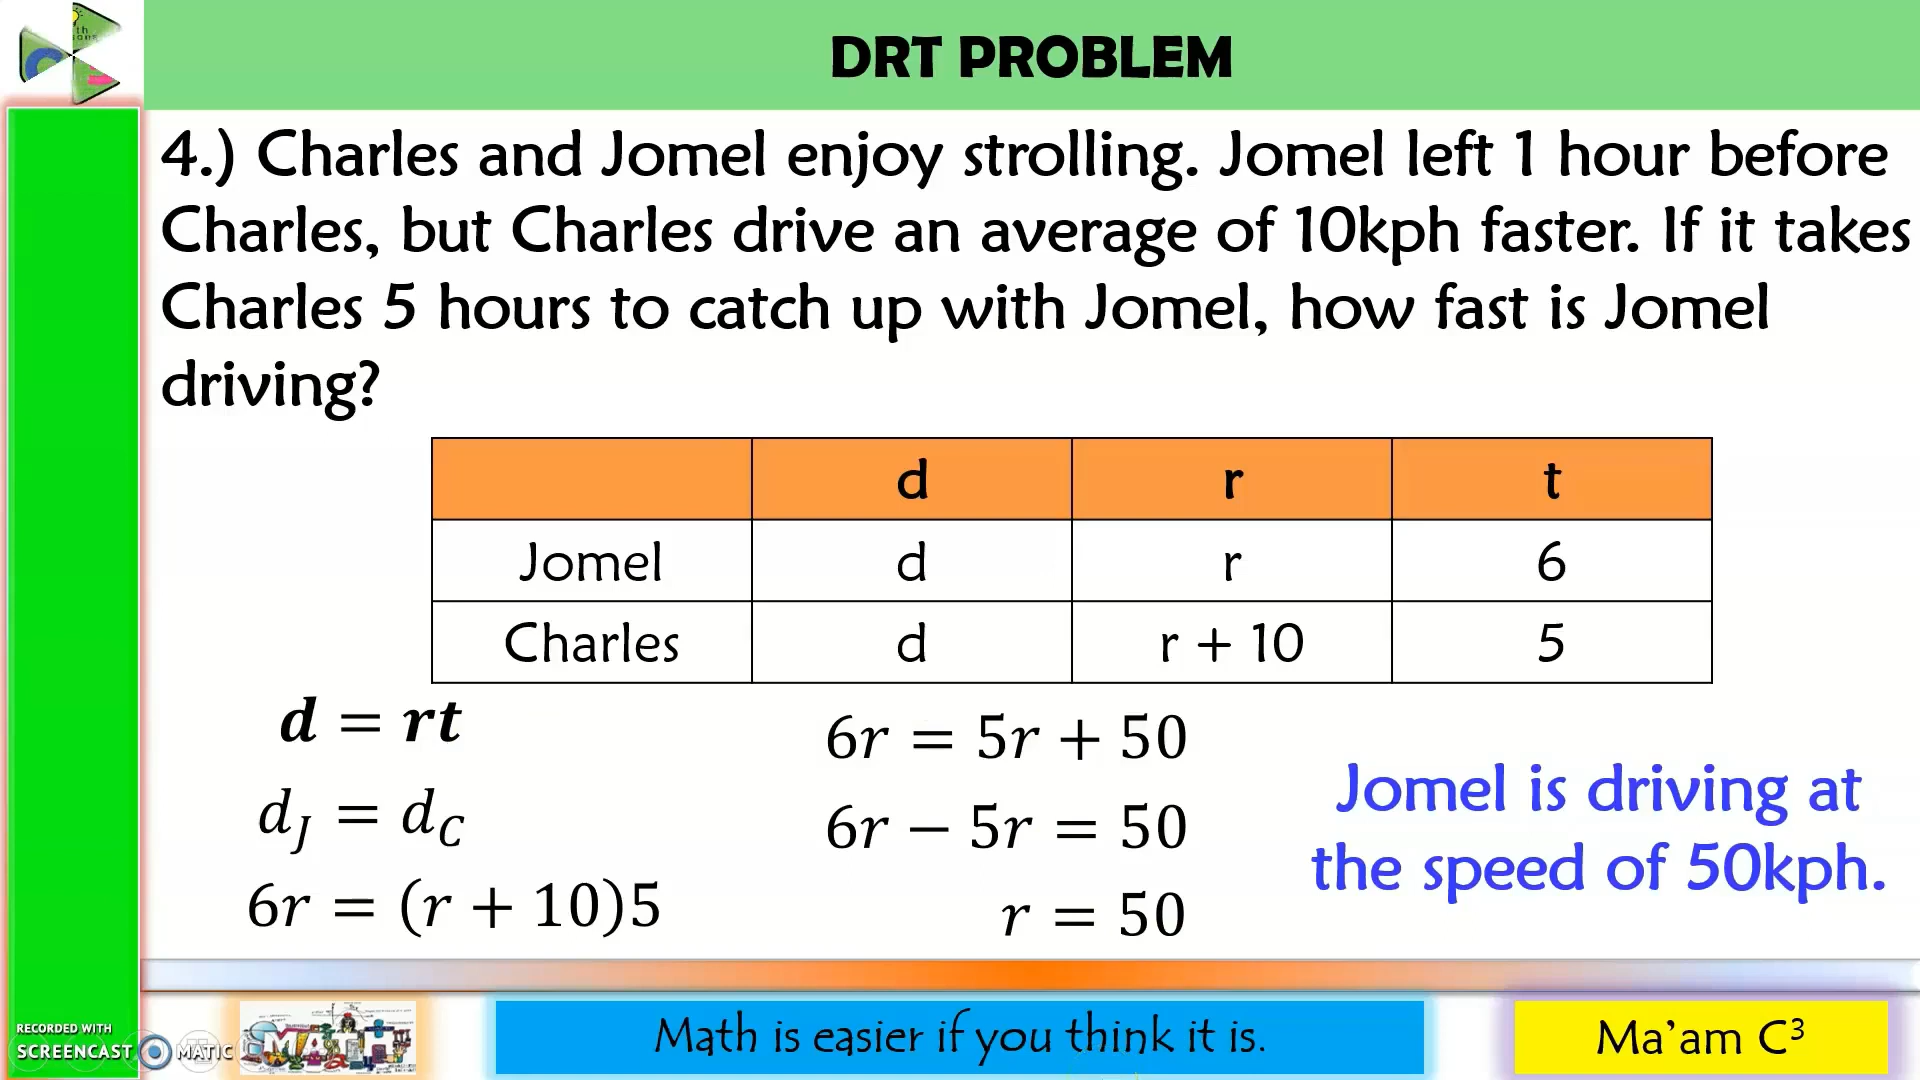 DRT PROBLEM
4.) Charles and Jomel enjoy strolling. Jomel left 1 hour before
Charles, but Charles drive an average of 10kph faster. If it takes
Charles 5 hours to catch up with Jomel, how fast is Jomel
driving?
d r t
Jomel d r 6
Charles d r + 10 5
d = rt
d_J = d_C
6r = (r + 10)5
6r = 5r + 50
6r − 5r = 50
r = 50
Jomel is driving at
the speed of 50kph.
RECORDED WITH
SCREENCAST MATIC
MATH
Math is easier if you think it is.
Ma’am C³